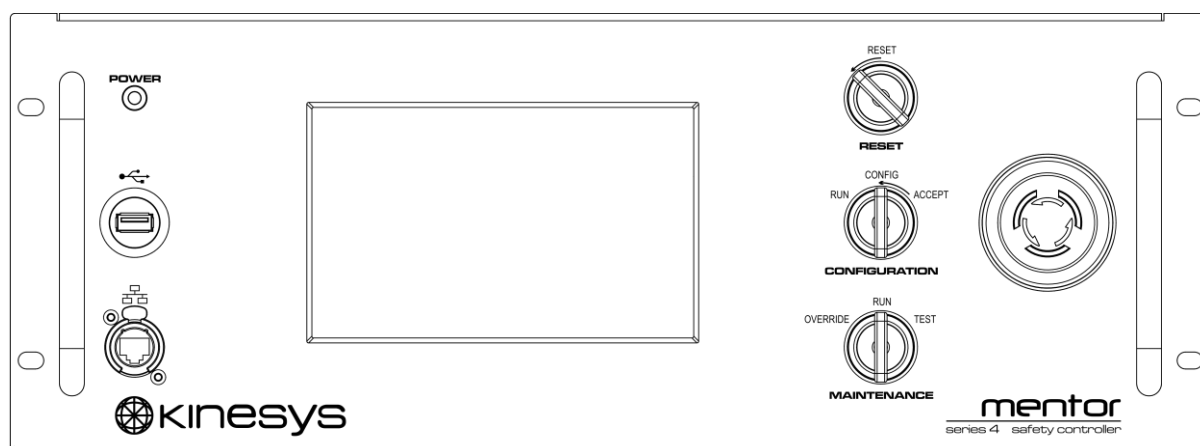 POWER
RESET
RESET
CONFIG
RUN ACCEPT
CONFIGURATION
RUN
OVERRIDE TEST
MAINTENANCE
KINESYS
mentor
series 4 safety controller